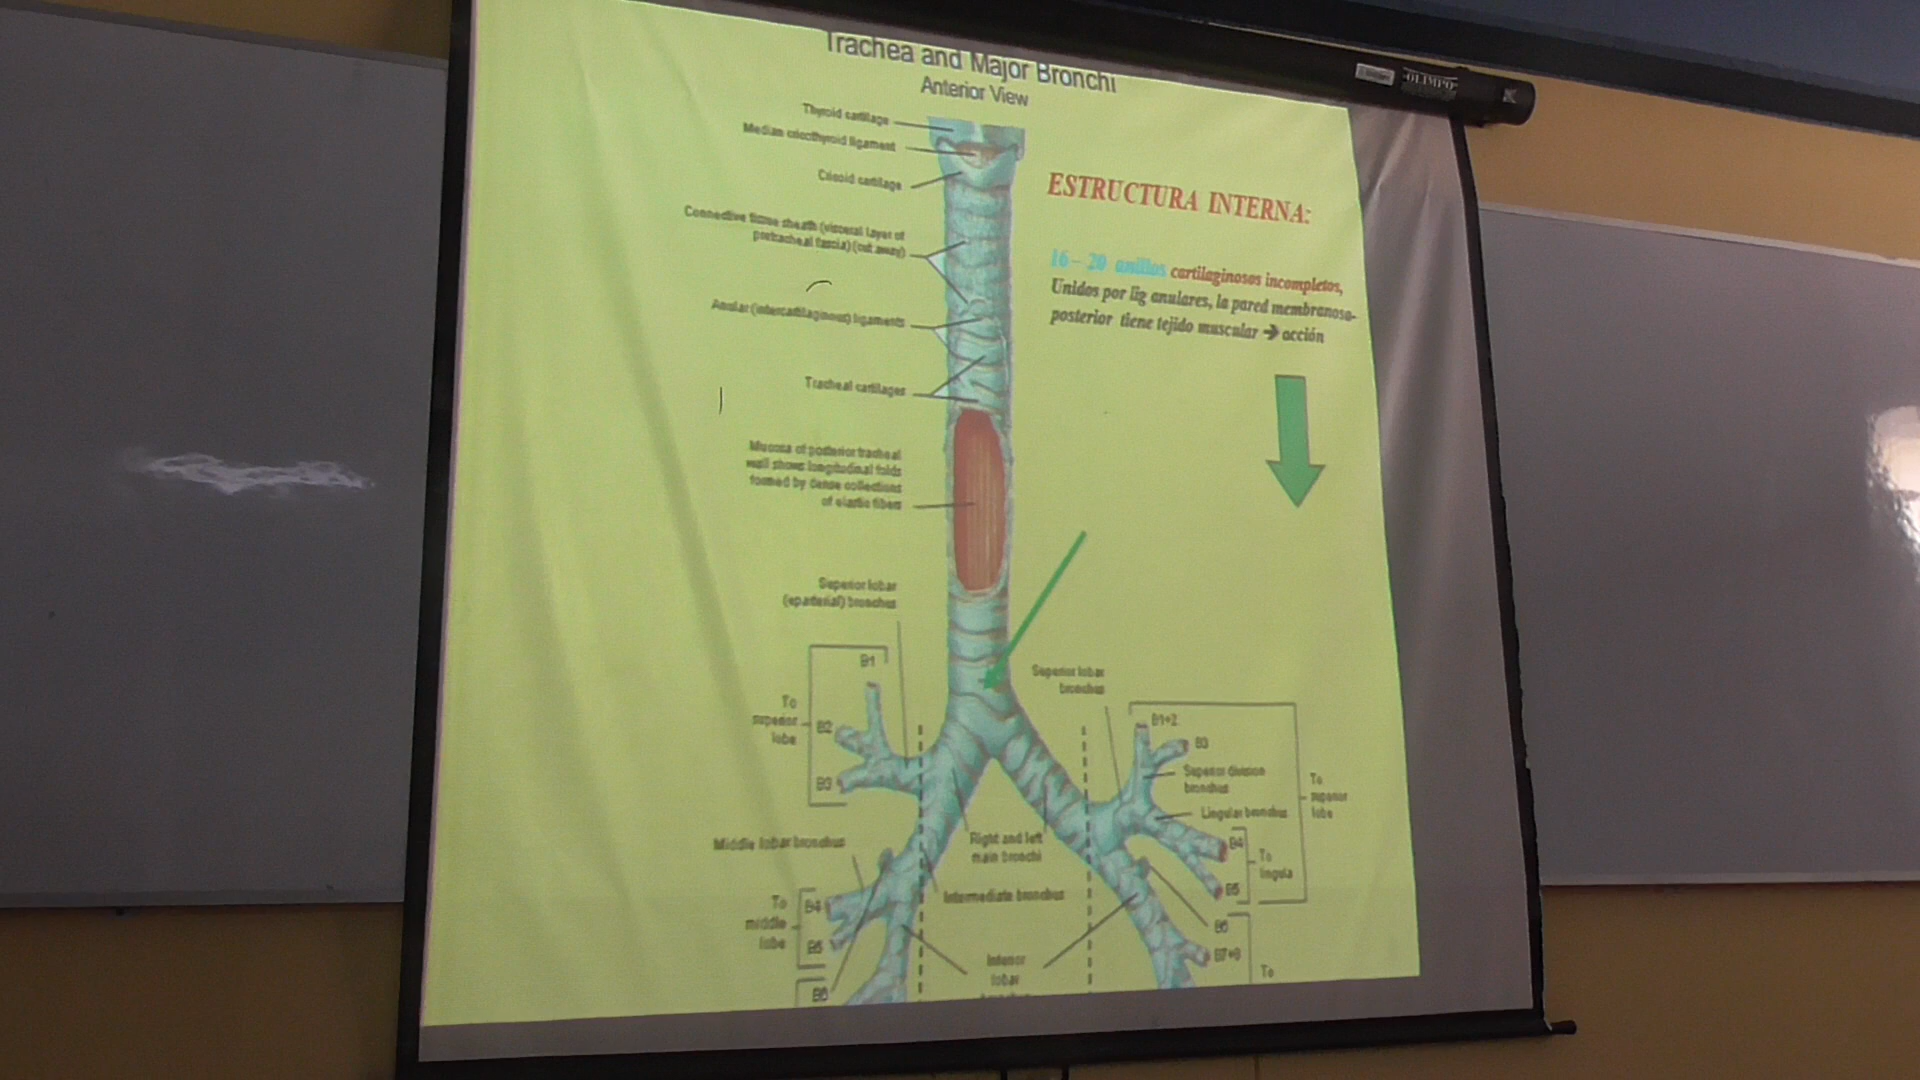 Trachea and Major Bronchi
Anterior View
Thyroid cartilage
Median cricothyroid ligament
Cricoid cartilage
Connective tissue sheath (visceral layer of
pretracheal fascia) (cut away)
Anular (intercartilaginous) ligaments
Tracheal cartilages
Mucosa of posterior tracheal
wall shows longitudinal folds
formed by dense collections
of elastic fibers
Superior lobar
(eparterial) bronchus
B1
To
superior
lobe
B2
B3
Middle lobar bronchus
To
middle
lobe
B4
B5
B6
ESTRUCTURA INTERNA:
16 – 20 anillos cartilaginosos incompletos,
Unidos por lig anulares, la pared membranosa-
posterior tiene tejido muscular ➔ acción
Superior lobar
bronchus
B1+2
B3
Superior division
bronchus
Lingular bronchus
To
superior
lobe
B4
To
lingula
B5
Right and left
main bronchi
Intermediate bronchus
Inferior
lobar
B6
B7+8
To
OLIMPO